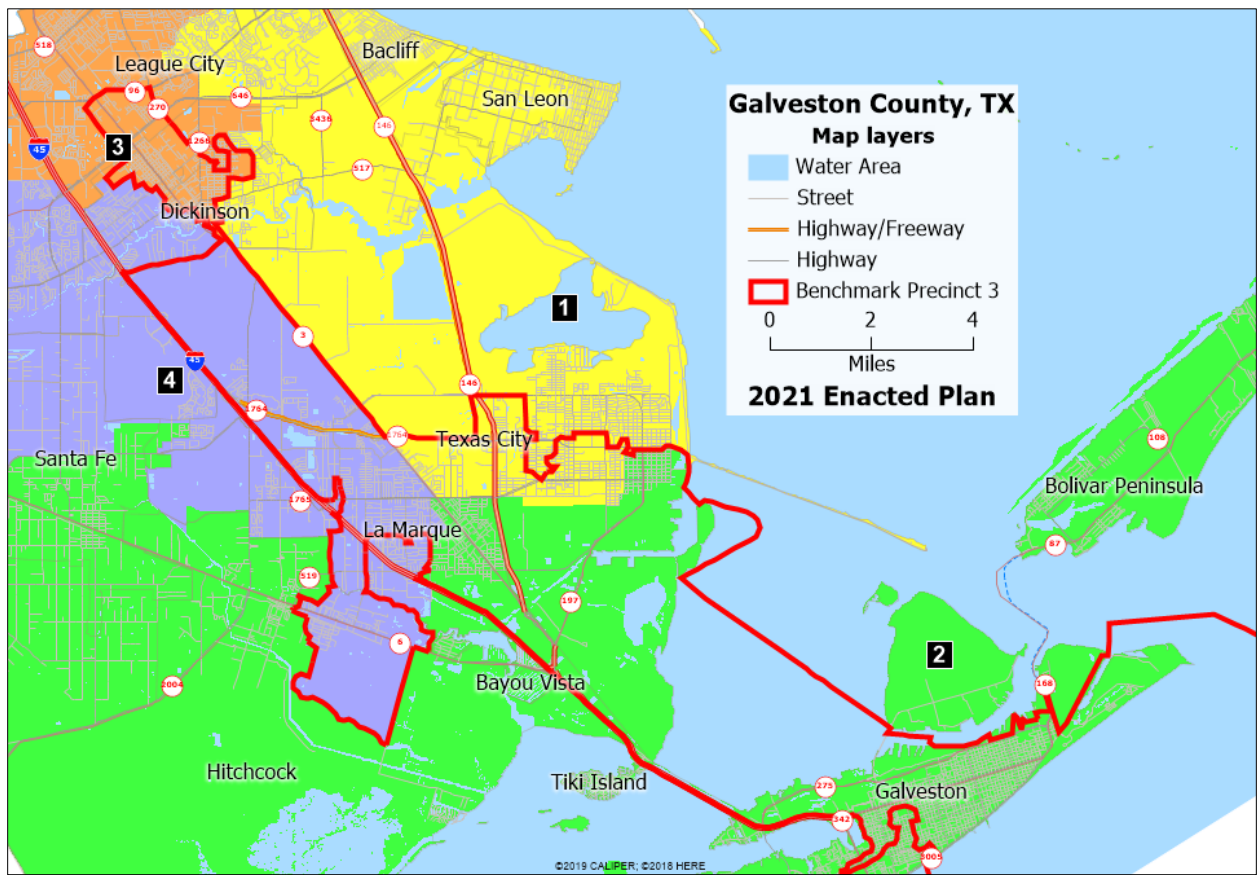 518
League City
Bacliff
96
270
646
San Leon
3436
146
1266
45
3
517
Dickinson
Galveston County, TX
Map layers
Water Area
Street
Highway/Freeway
Highway
Benchmark Precinct 3
0 2 4
Miles
2021 Enacted Plan
1
3
45
4
146
1764
1764
Texas City
Santa Fe
108
Bolivar Peninsula
1765
La Marque
87
519
197
6
2
Bayou Vista
168
2004
Hitchcock
Tiki Island
275
Galveston
342
3005
©2019 CALIPER; ©2018 HERE